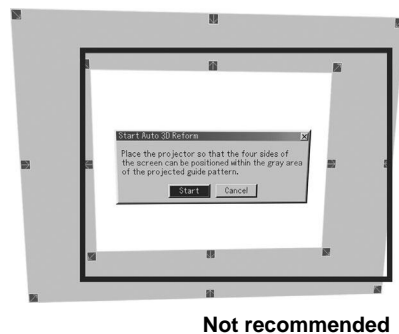 Start Auto 3D Reform
Place the projector so that the four sides of
the screen can be positioned within the gray area
of the projected guide pattern.
Start Cancel
Not recommended